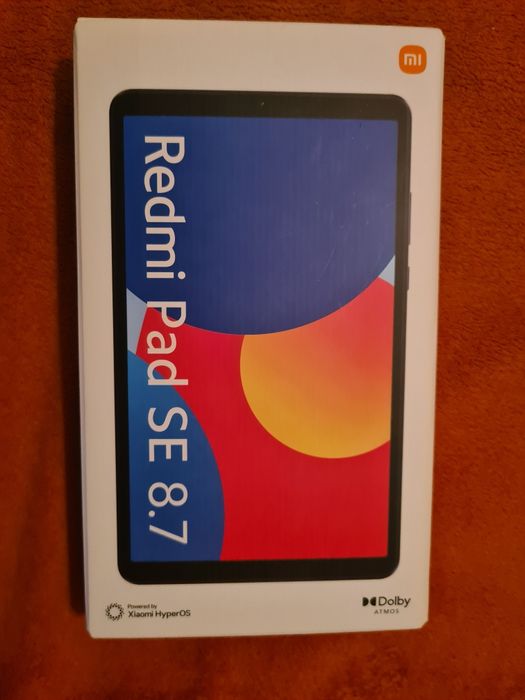 mi
Redmi Pad SE 8.7
Powered by
Xiaomi HyperOS
Dolby
ATMOS